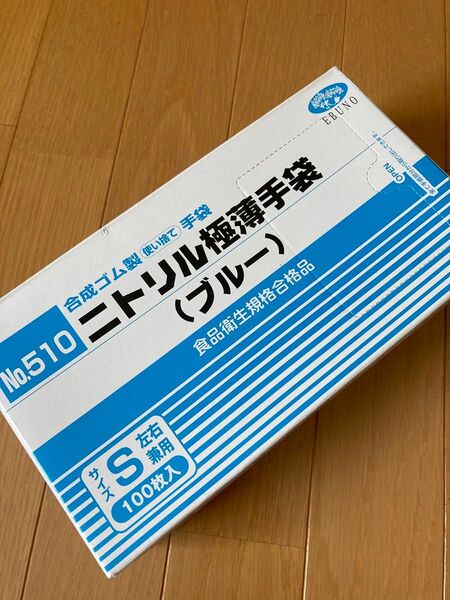 EBUNO
OPEN
合成ゴム製 使い捨て 手袋
No.510 ニトリル極薄手袋
（ブルー）
食品衛生規格合格品
サイズ S 左右兼用
100枚入